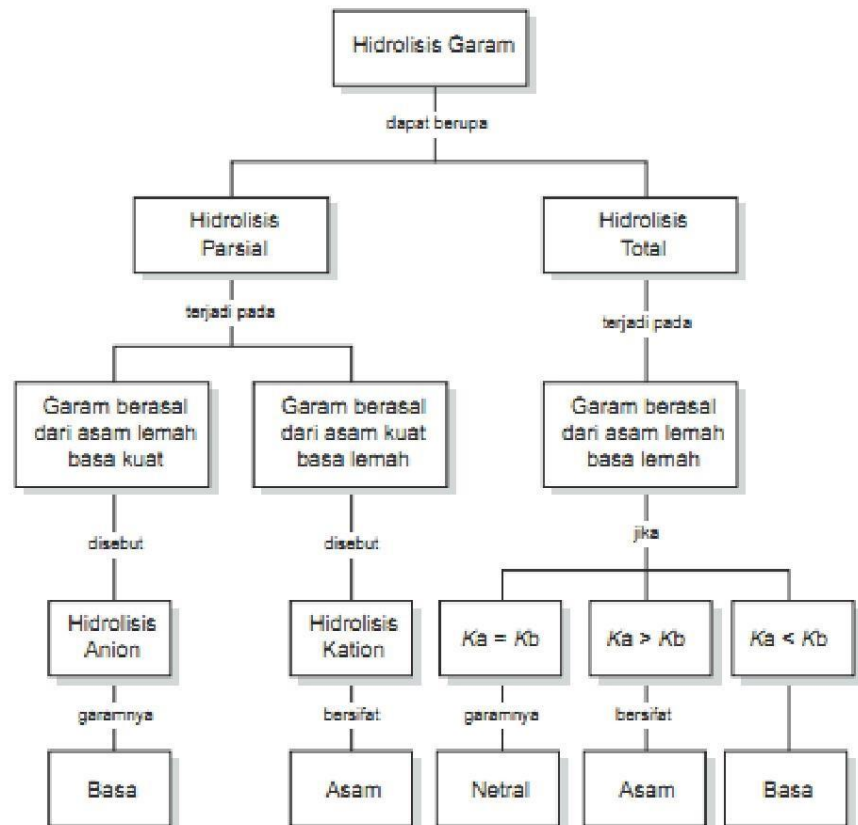 Hidrolisis Garam
dapat berupa
Hidrolisis
Parsial
Hidrolisis
Total
terjadi pada
terjadi pada
Garam berasal
dari asam lemah
basa kuat
Garam berasal
dari asam kuat
basa lemah
Garam berasal
dari asam lemah
basa lemah
disebut
disebut
jika
Hidrolisis
Anion
Hidrolisis
Kation
Ka = Kb
Ka > Kb
Ka < Kb
garamnya
bersifat
garamnya
bersifat
Basa
Asam
Netral
Asam
Basa